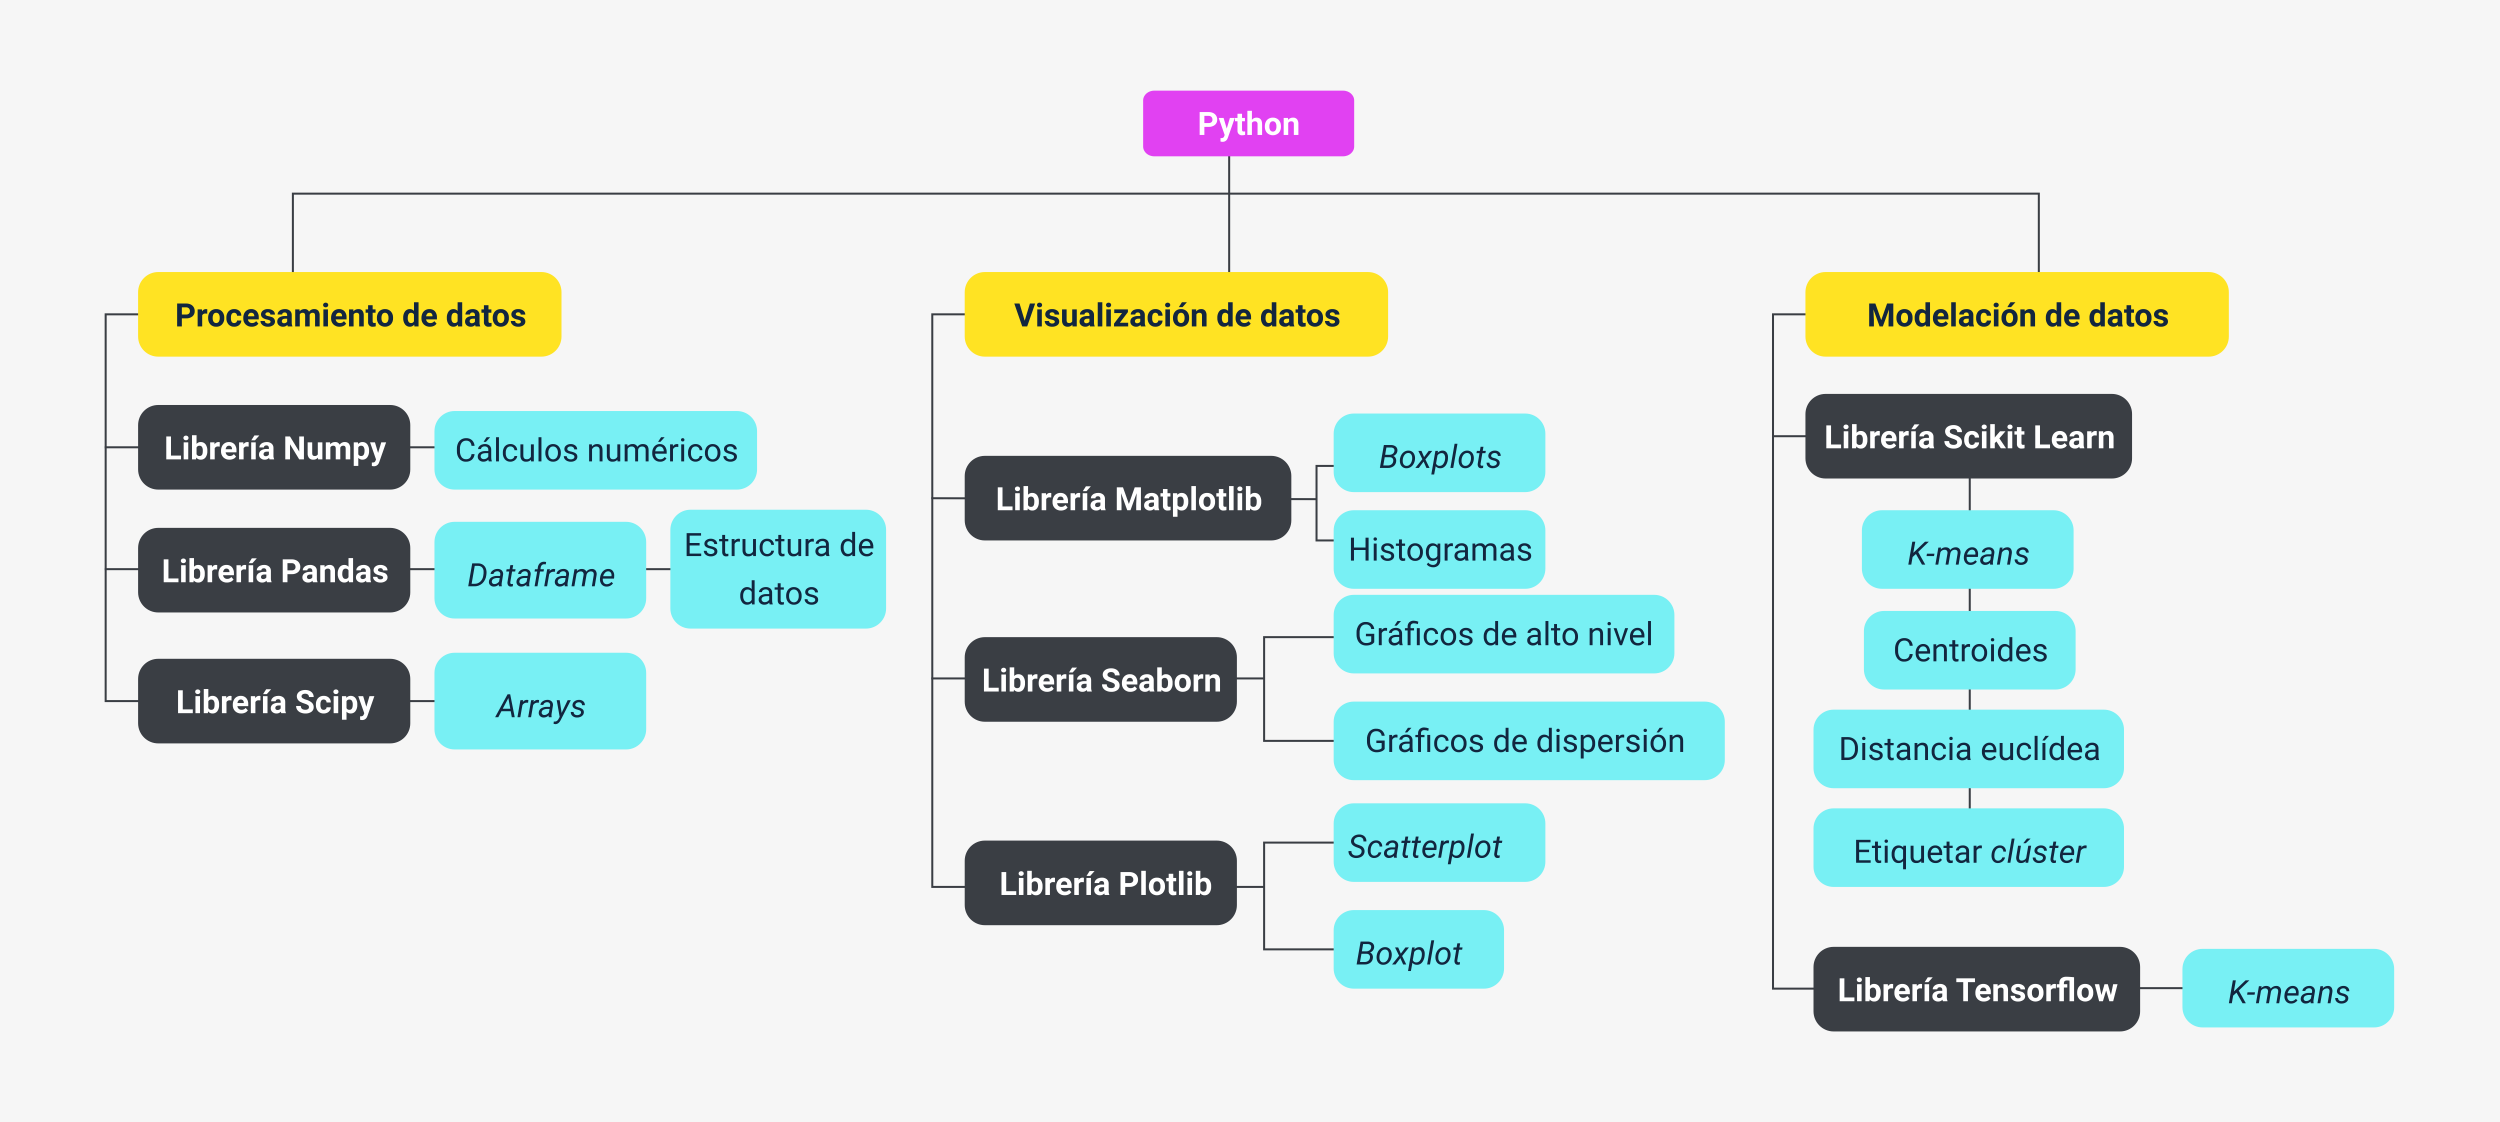 Python
Procesamiento de datos
Librería Numpy
Cálculos numéricos
Librería Pandas
Dataframe
Estructura de
datos
Librería Scipy
Arrays
Visualización de datos
Librería Matplotlib
Boxplots
Histogramas
Librería Seaborn
Gráficos de alto nivel
Gráficos de dispersión
Librería Plotlib
Scatterplot
Boxplot
Modelación de datos
Librería Scikit Learn
K-means
Centroides
Distancia euclídea
Etiquetar clúster
Librería Tensorflow
K-means